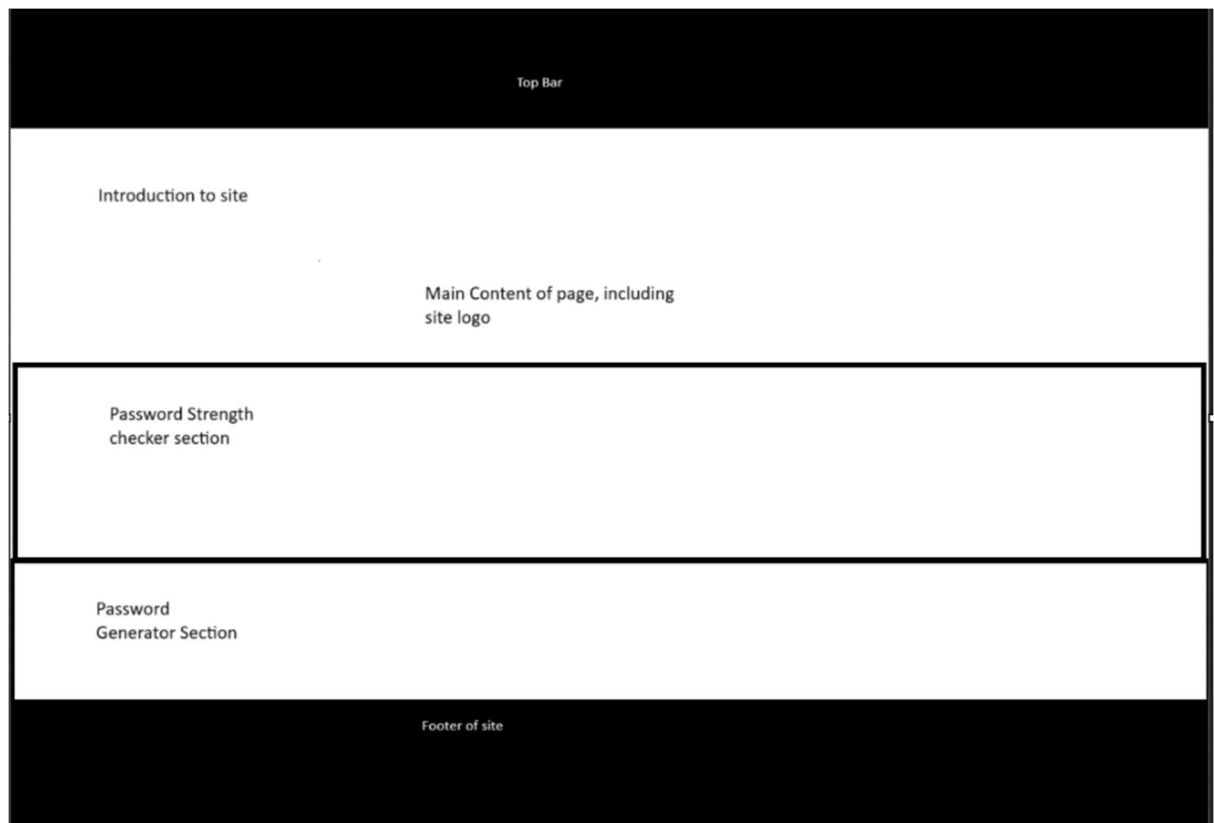 Top Bar
Introduction to site
Main Content of page, including
site logo
Password Strength
checker section
Password
Generator Section
Footer of site